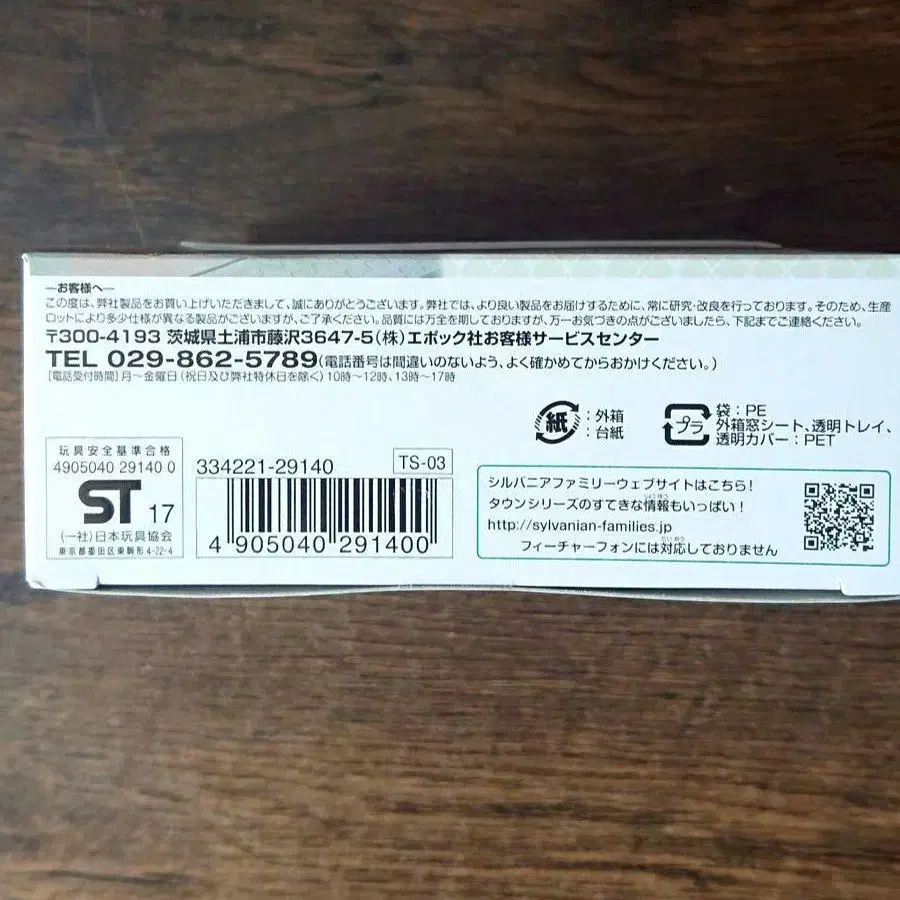 ―お客様へ―
この度は、弊社製品をお買い上げいただきまして、誠にありがとうございます。弊社では、より良い製品をお届けするために、常に研究・改良を行っております。そのため、生産
ロットにより多少仕様が異なる製品がございますが、ご了承ください。品質には万全を期しておりますが、万一お気づきの点がございましたら、下記までご連絡ください。
〒300-4193 茨城県土浦市藤沢3647-5(株)エポック社お客様サービスセンター
TEL 029-862-5789(電話番号は間違いのないよう、よく確かめてからおかけください。)
[電話受付時間]月〜金曜日(祝日及び弊社特休日を除く)10時〜12時、13時〜17時
紙
:外箱
:台紙
プラ
袋:PE
外箱窓シート、透明トレイ、
透明カバー:PET
玩具安全基準合格
4905040 29140 0
ST 17
(一社)日本玩具協会
東京都墨田区東駒形4-22-4
334221-29140
TS-03
4 905040 291400
シルバニアファミリーウェブサイトはこちら!
タウンシリーズのすてきな情報もいっぱい!
http://sylvanian-families.jp
フィーチャーフォンには対応しておりません